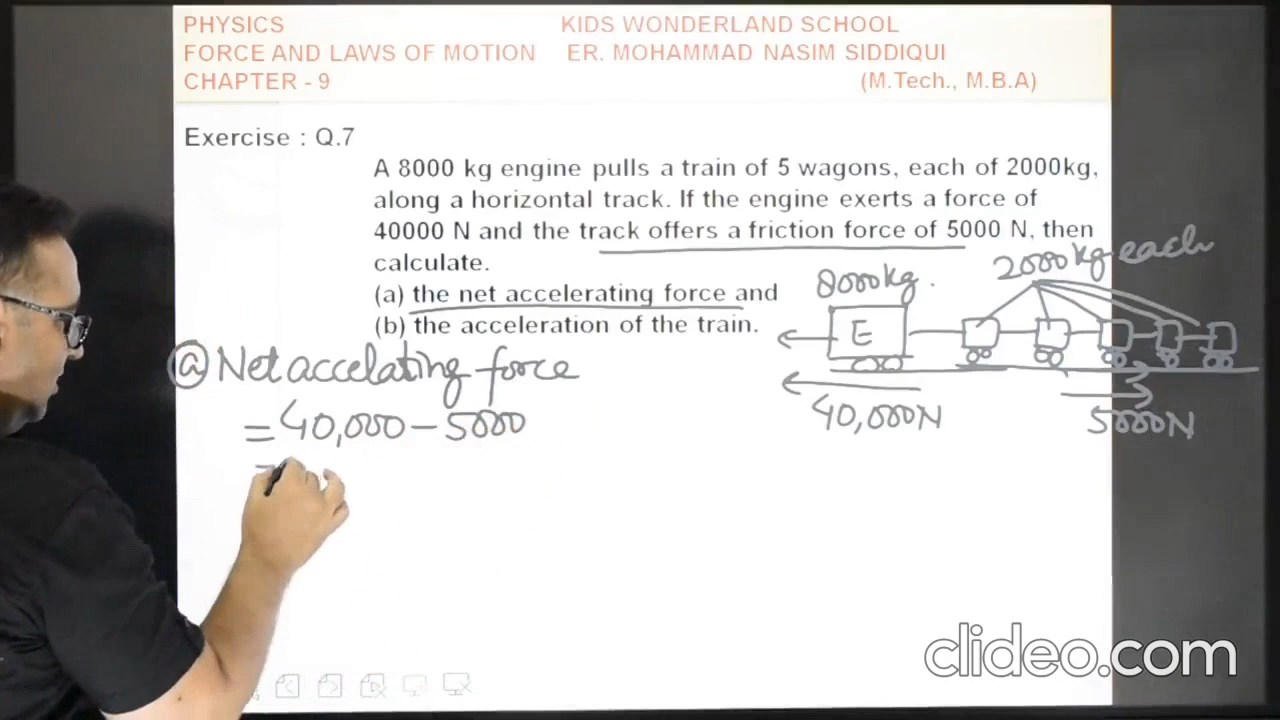 PHYSICS KIDS WONDERLAND SCHOOL
FORCE AND LAWS OF MOTION ER. MOHAMMAD NASIM SIDDIQUI
CHAPTER - 9 (M.Tech., M.B.A)
Exercise : Q.7
A 8000 kg engine pulls a train of 5 wagons, each of 2000kg,
along a horizontal track. If the engine exerts a force of
40000 N and the track offers a friction force of 5000 N, then
calculate.
(a) the net accelerating force and
(b) the acceleration of the train.
8000kg.
2000kg each
E
40,000N
5000N
(a) Net accelating force
= 40,000 - 5000
=
clideo.com